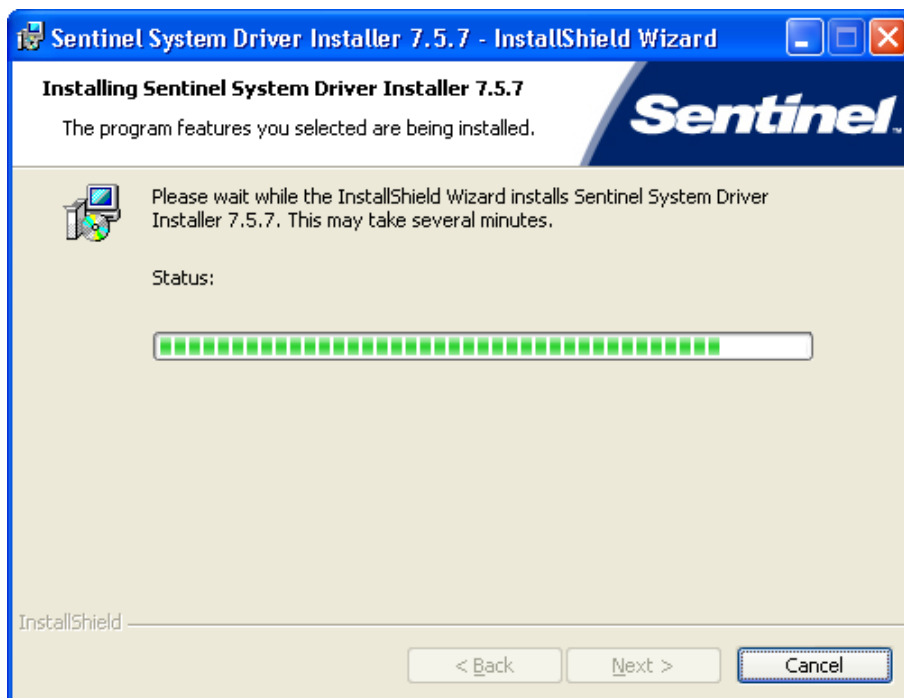 Sentinel System Driver Installer 7.5.7 - InstallShield Wizard
Installing Sentinel System Driver Installer 7.5.7
The program features you selected are being installed.
Sentinel
Please wait while the InstallShield Wizard installs Sentinel System Driver
Installer 7.5.7. This may take several minutes.
Status:
InstallShield
< Back
Next >
Cancel